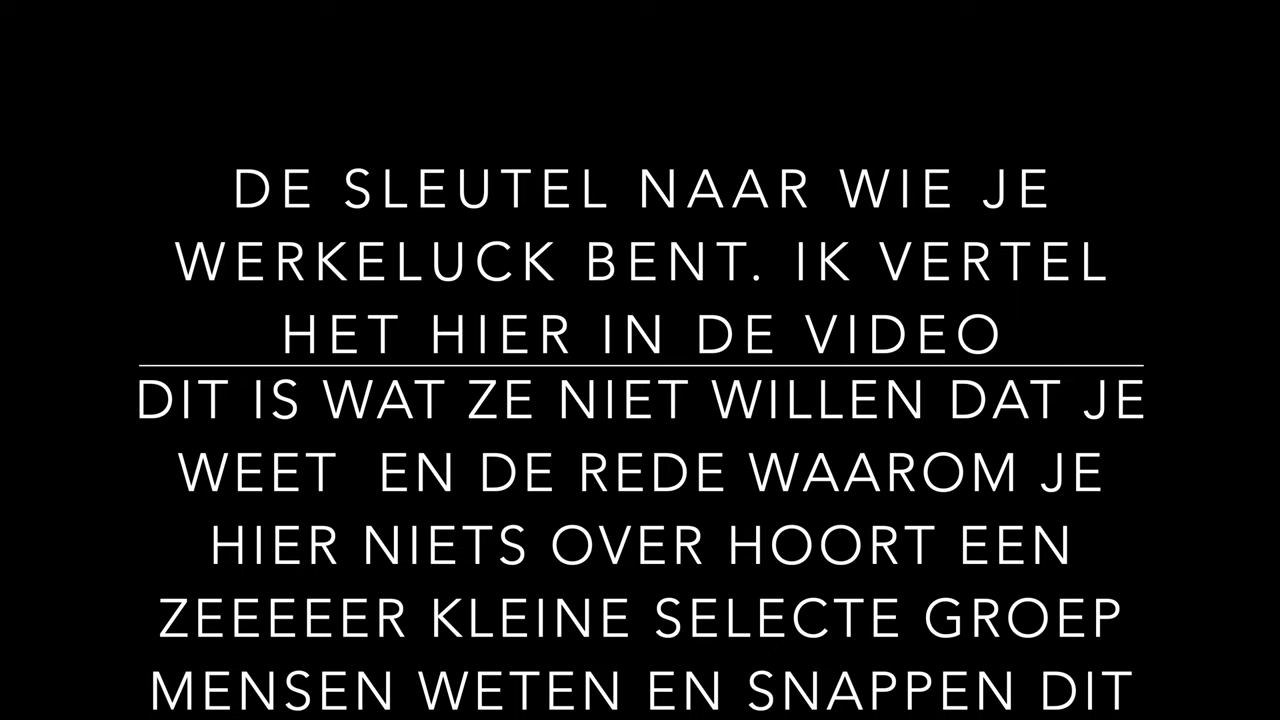 DE SLEUTEL NAAR WIE JE
WERKELUCK BENT. IK VERTEL
HET HIER IN DE VIDEO
DIT IS WAT ZE NIET WILLEN DAT JE
WEET EN DE REDE WAAROM JE
HIER NIETS OVER HOORT EEN
ZEEEEER KLEINE SELECTE GROEP
MENSEN WETEN EN SNAPPEN DIT